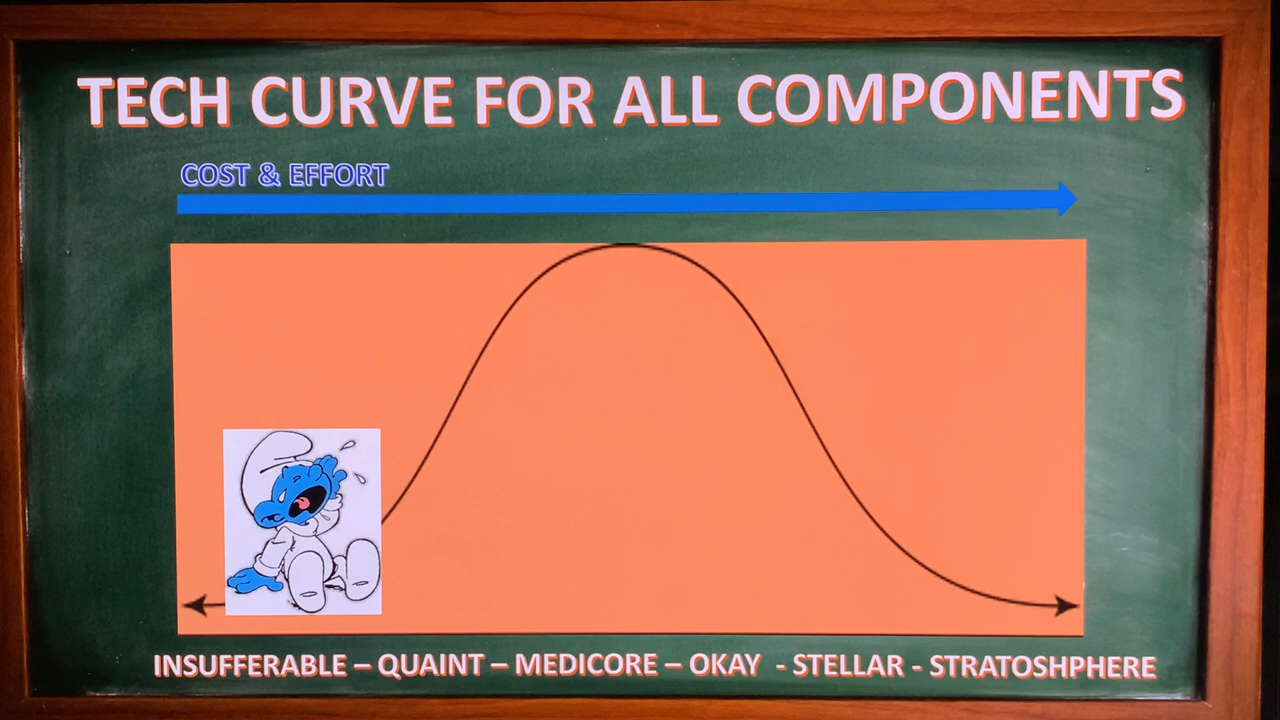 TECH CURVE FOR ALL COMPONENTS
COST & EFFORT
INSUFFERABLE – QUAINT – MEDICORE – OKAY - STELLAR - STRATOSHPHERE